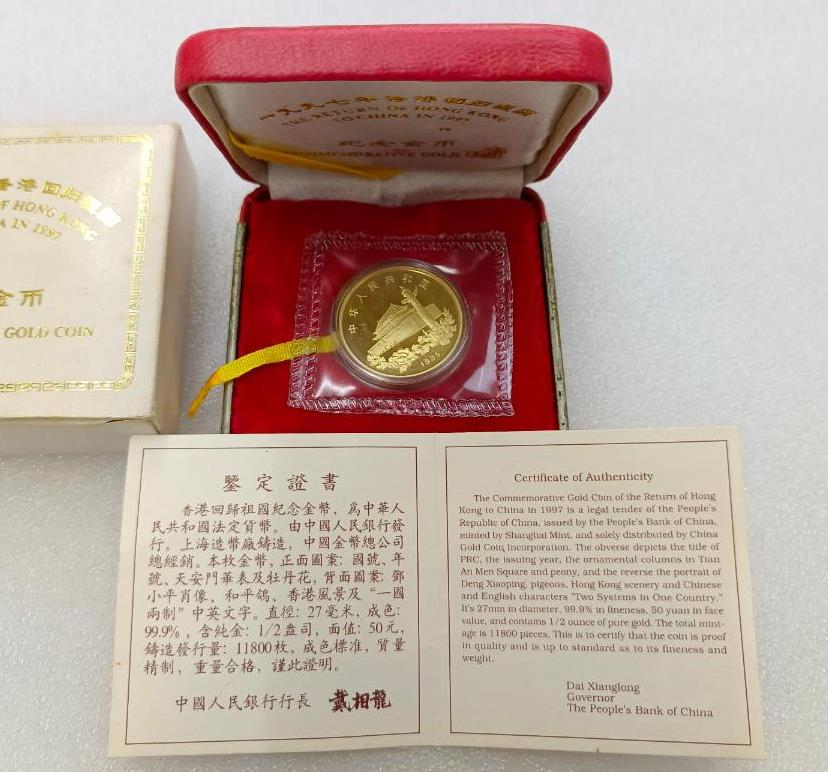 一九九七年香港回归祖国
THE RETURN OF HONG KONG
TO CHINA IN 1997
纪念金币
COMMEMORATIVE GOLD
香港回归祖国
OF HONG KONG
IN 1997
金币
GOLD COIN
中华人民共和国
1996
鑒定證書
香港回歸祖國紀念金幣，爲中華人
民共和國法定貨幣。由中國人民銀行發
行，上海造幣廠鑄造，中國金幣總公司
總經銷。本枚金幣，正面圖案：國號、年
號、天安門華表及牡丹花，背面圖案：鄧
小平肖像、和平鴿、香港風景及“一國
兩制”中英文字。直徑：27毫米，成色：
99.9%，含純金：1/2盎司，面值：50元，
鑄造發行量：11800枚，成色標准，質量
精制，重量合格，謹此證明。
中國人民銀行行長 戴相龍
Certificate of Authenticity
The Commemorative Gold Coin of the Return of Hong
Kong to China in 1997 is a legal tender of the People's
Republic of China, issued by the People's Bank of China,
minted by Shanghai Mint, and solely distributed by China
Gold Coin Incorporation. The obverse depicts the title of
PRC, the issuing year, the ornamental columns in Tian
An Men Square and peony, and the reverse the portrait of
Deng Xiaoping, pigeons, Hong Kong scenery and Chinese
and English characters "Two Systems in One Country."
It's 27mm in diameter, 99.9% in fineness, 50 yuan in face
value, and contains 1/2 ounce of pure gold. The total mint-
age is 11800 pieces. This is to certify that the coin is proof
in quality and is up to standard as to its fineness and
weight.
Dai Xianglong
Governor
The People's Bank of China